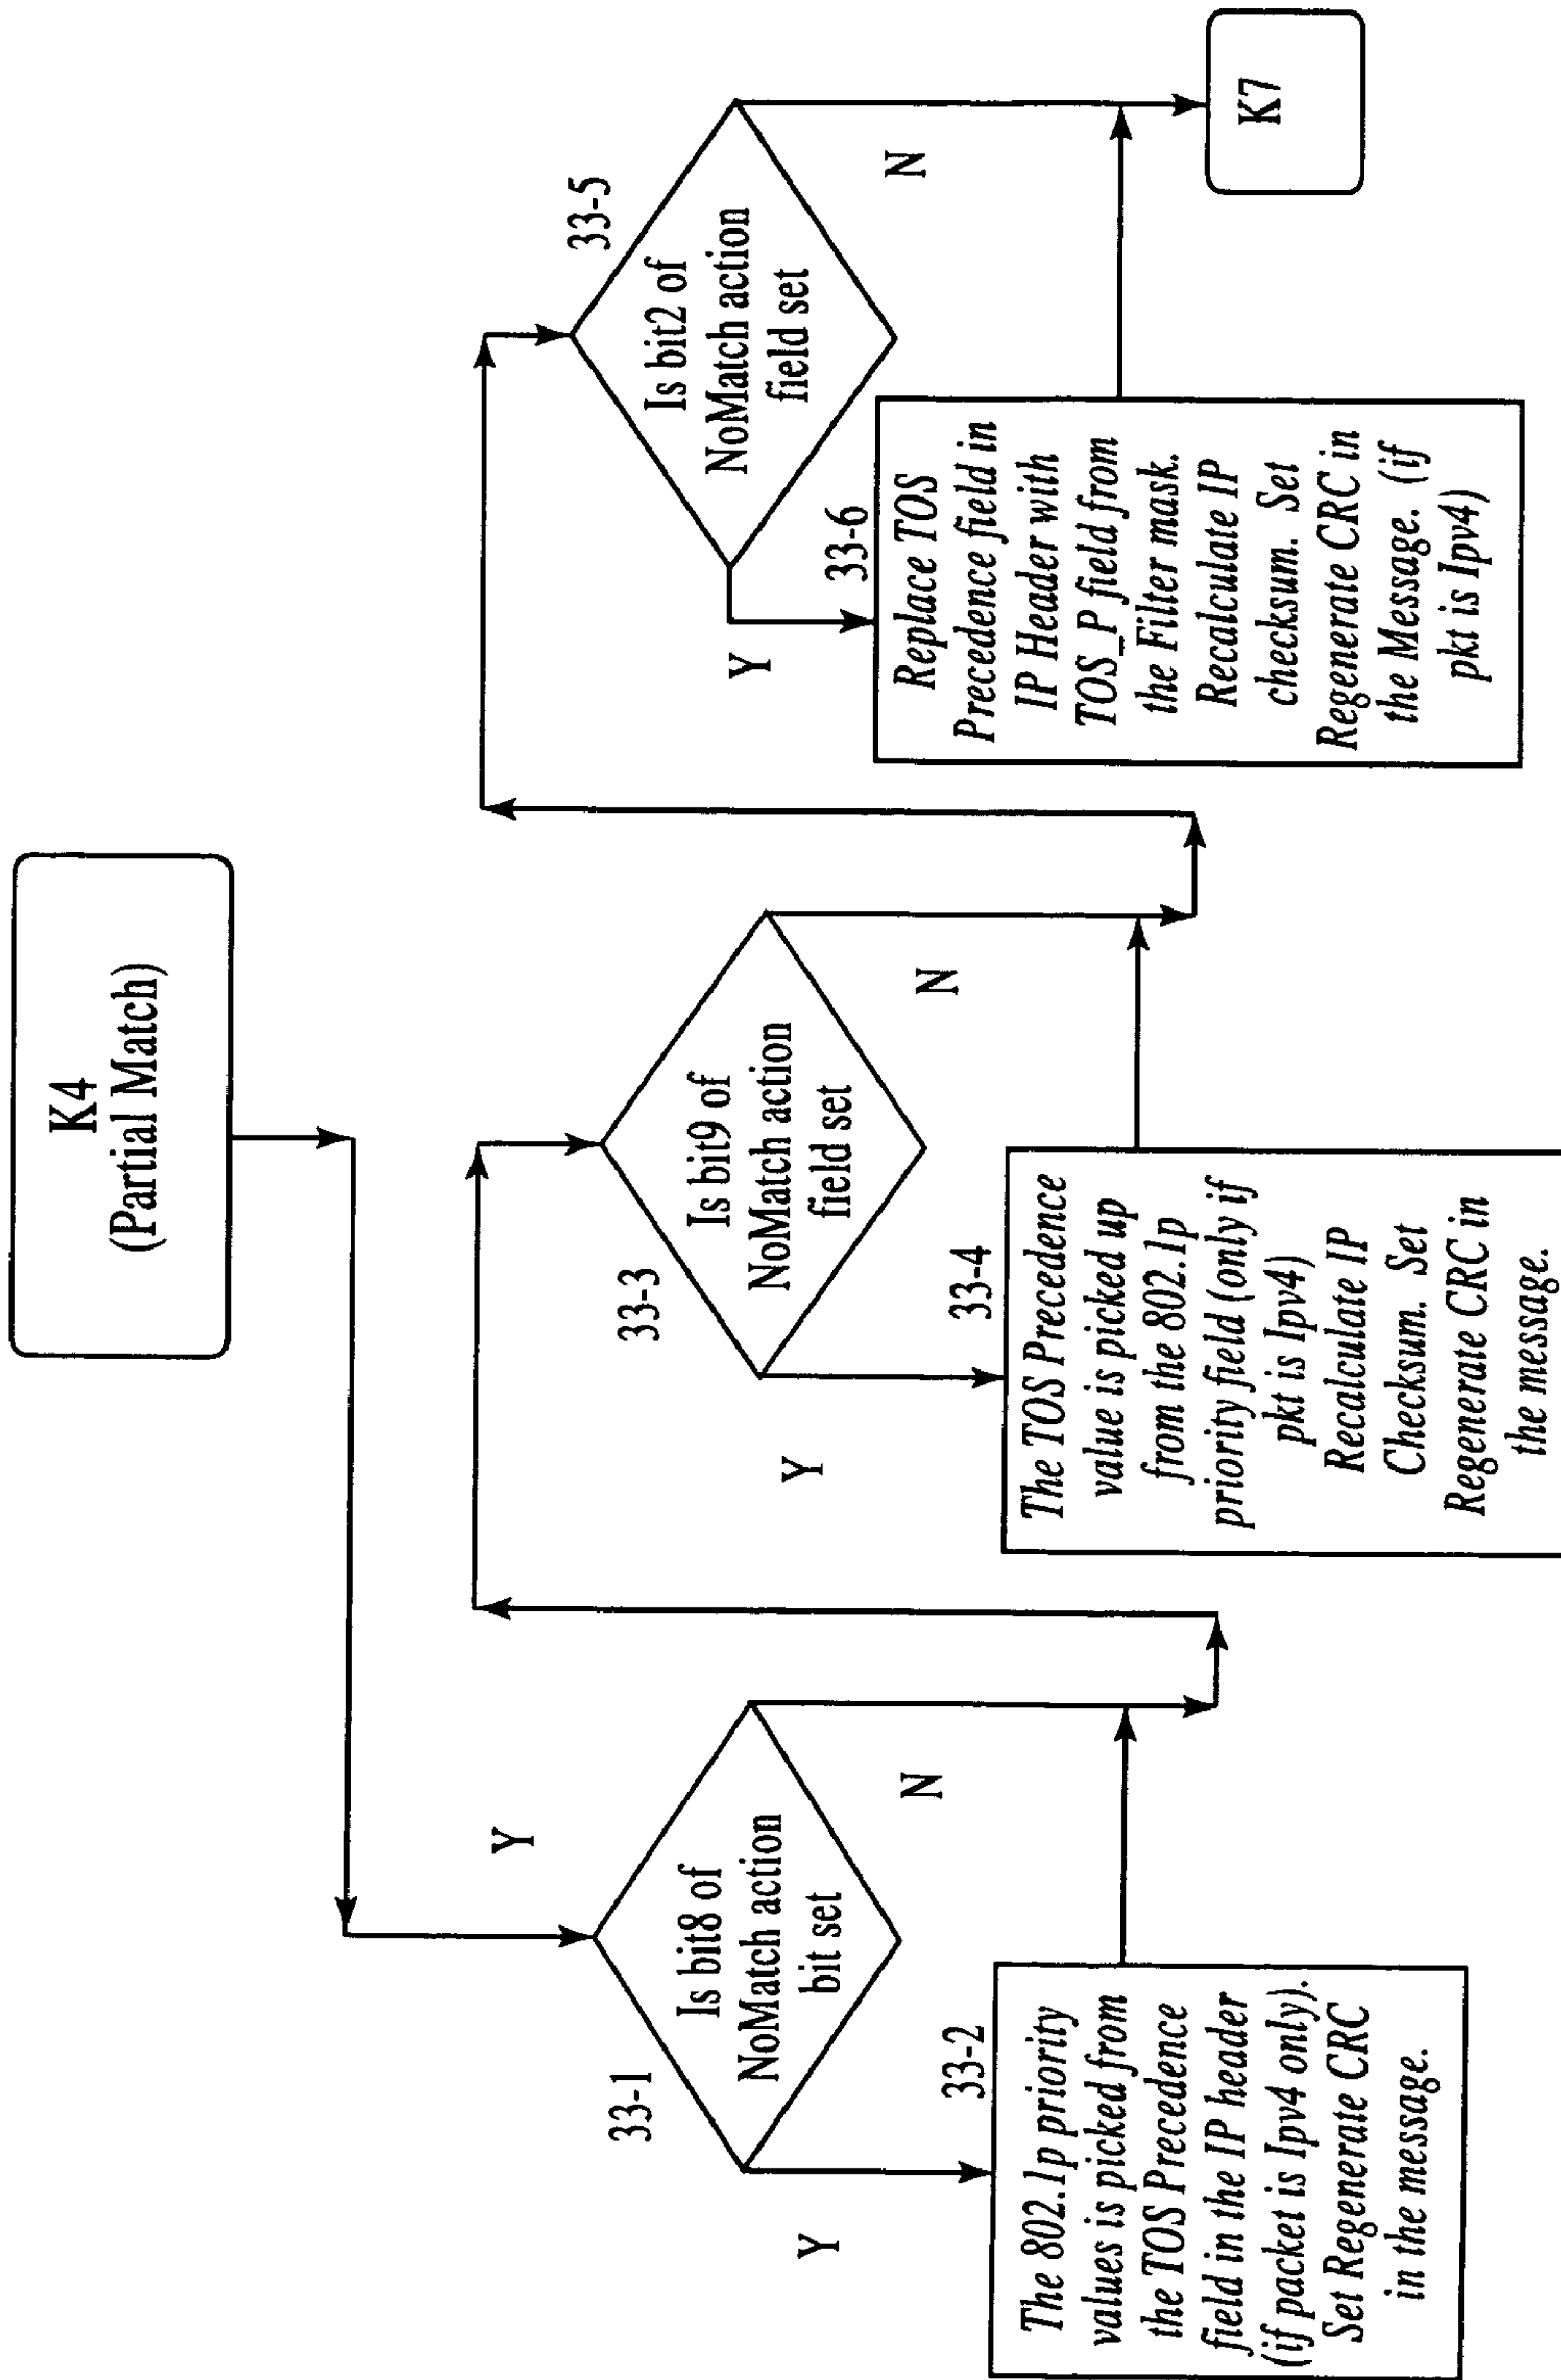 K4
(Partial Match)
Y
33-1
Is bit8 of
NoMatch action
bit set
Y
N
33-2
The 802.1p priority
values is picked from
the TOS Precedence
field in the IP header
(if packet is Ipv4 only).
Set Regenerate CRC
in the message.
33-3
Is bit9 of
NoMatch action
field set
Y
N
33-4
The TOS Precedence
value is picked up
from the 802.1p
priority field (only if
pkt is Ipv4)
Recalculate IP
Checksum. Set
Regenerate CRC in
the message.
33-5
Is bit2 of
NoMatch action
field set
Y
N
33-6
Replace TOS
Precedence field in
IP Header with
TOS_P field from
the Filter mask.
Recalculate IP
checksum. Set
Regenerate CRC in
the Message. (if
pkt is Ipv4)
K7